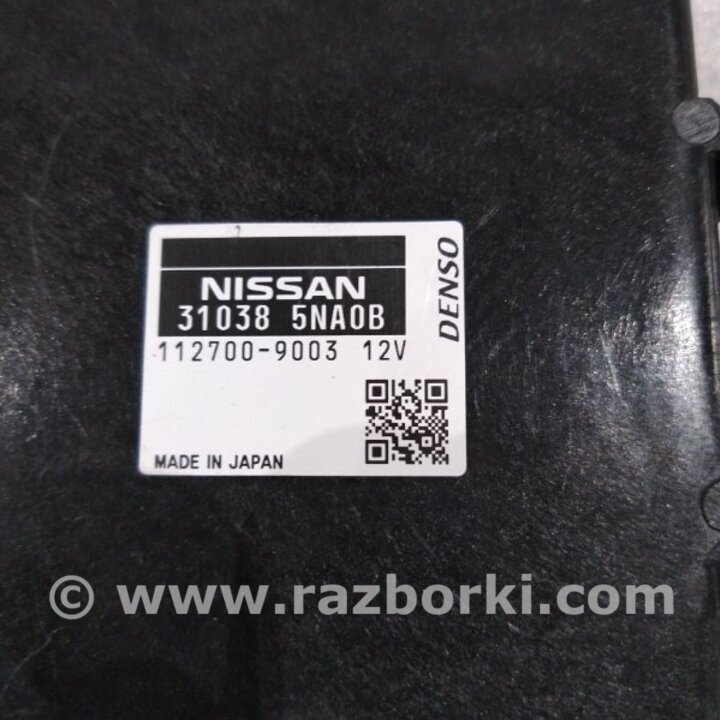 NISSAN
31038 5NA0B
112700-9003 12V
DENSO
MADE IN JAPAN
© www.razborki.com